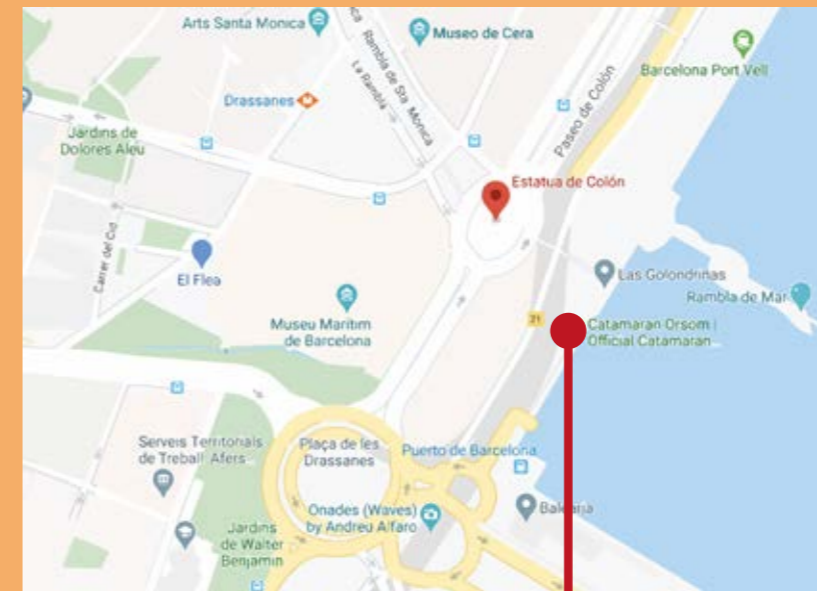 Arts Santa Monica
Museo de Cera
Barcelona Port Vell
Rambla de Sta. Monica
La Rambla
Drassanes
Paseo de Colón
Jardins de
Dolores Aleu
Estatua de Colón
Carrer del Cid
El Flea
Las Golondrinas
Rambla de Mar
Museu Marítim
de Barcelona
21
Catamaran Orsom |
Official Catamaran...
Serveis Territorials
de Treball, Afers...
Plaça de les
Drassanes
Puerto de Barcelona
Onades (Waves)
by Andreu Alfaro
Balearia
Jardins
de Walter
Benjamin